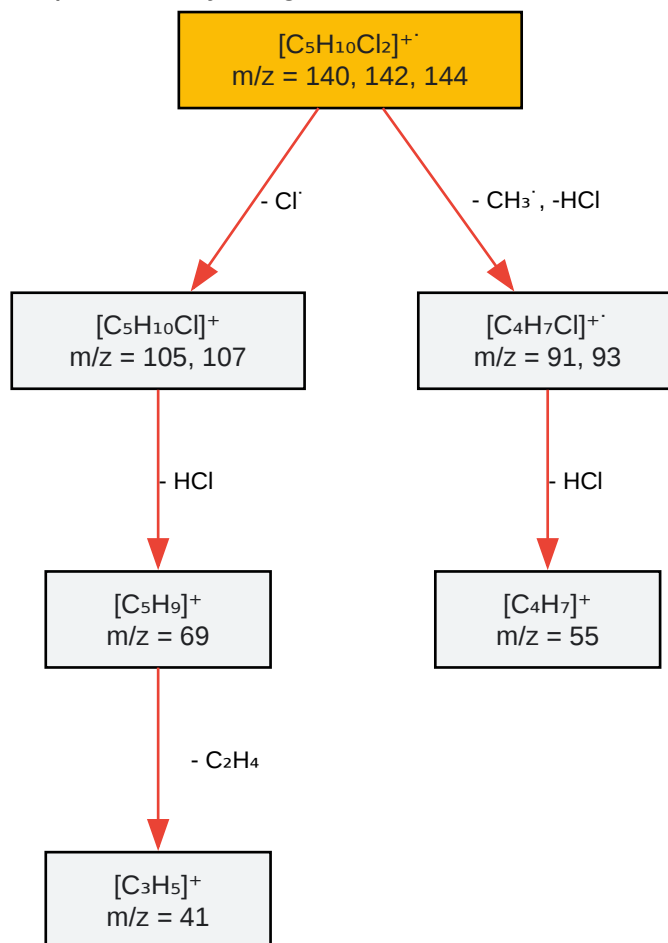 [C₅H₁₀Cl₂]⁺˙
m/z = 140, 142, 144
- Cl˙
- CH₃˙, -HCl
[C₅H₁₀Cl]⁺
m/z = 105, 107
[C₄H₇Cl]⁺˙
m/z = 91, 93
- HCl
- HCl
[C₅H₉]⁺
m/z = 69
[C₄H₇]⁺
m/z = 55
- C₂H₄
[C₃H₅]⁺
m/z = 41